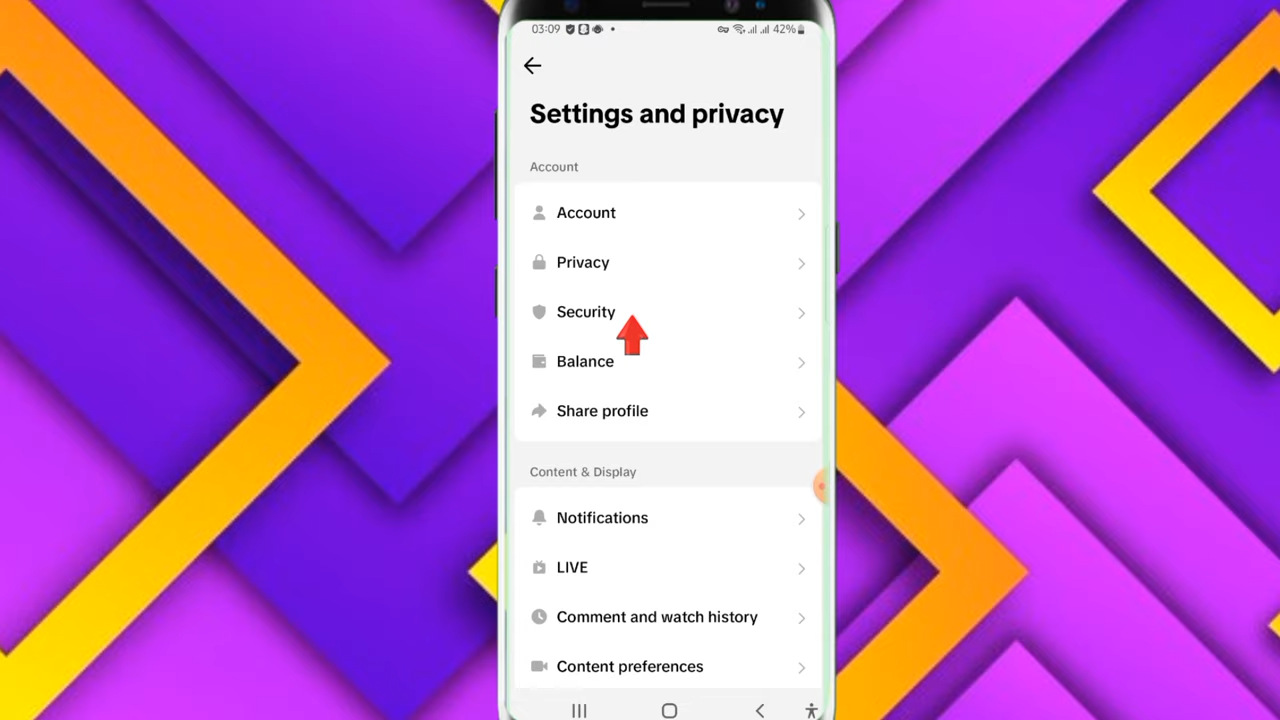 03:09
42%
Settings and privacy
Account
Account
Privacy
Security
Balance
Share profile
Content & Display
Notifications
LIVE
Comment and watch history
Content preferences